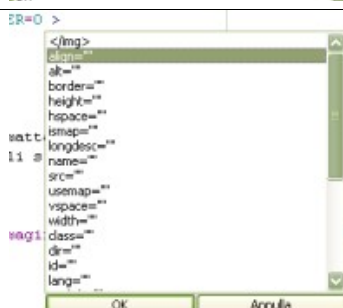 ER=0 >
</img>
align=""
alt=""
border=""
height=""
hspace=""
ismap=""
longdesc=""
name=""
src=""
usemap=""
vspace=""
width=""
class=""
dir=""
id=""
lang=""
OK Annulla